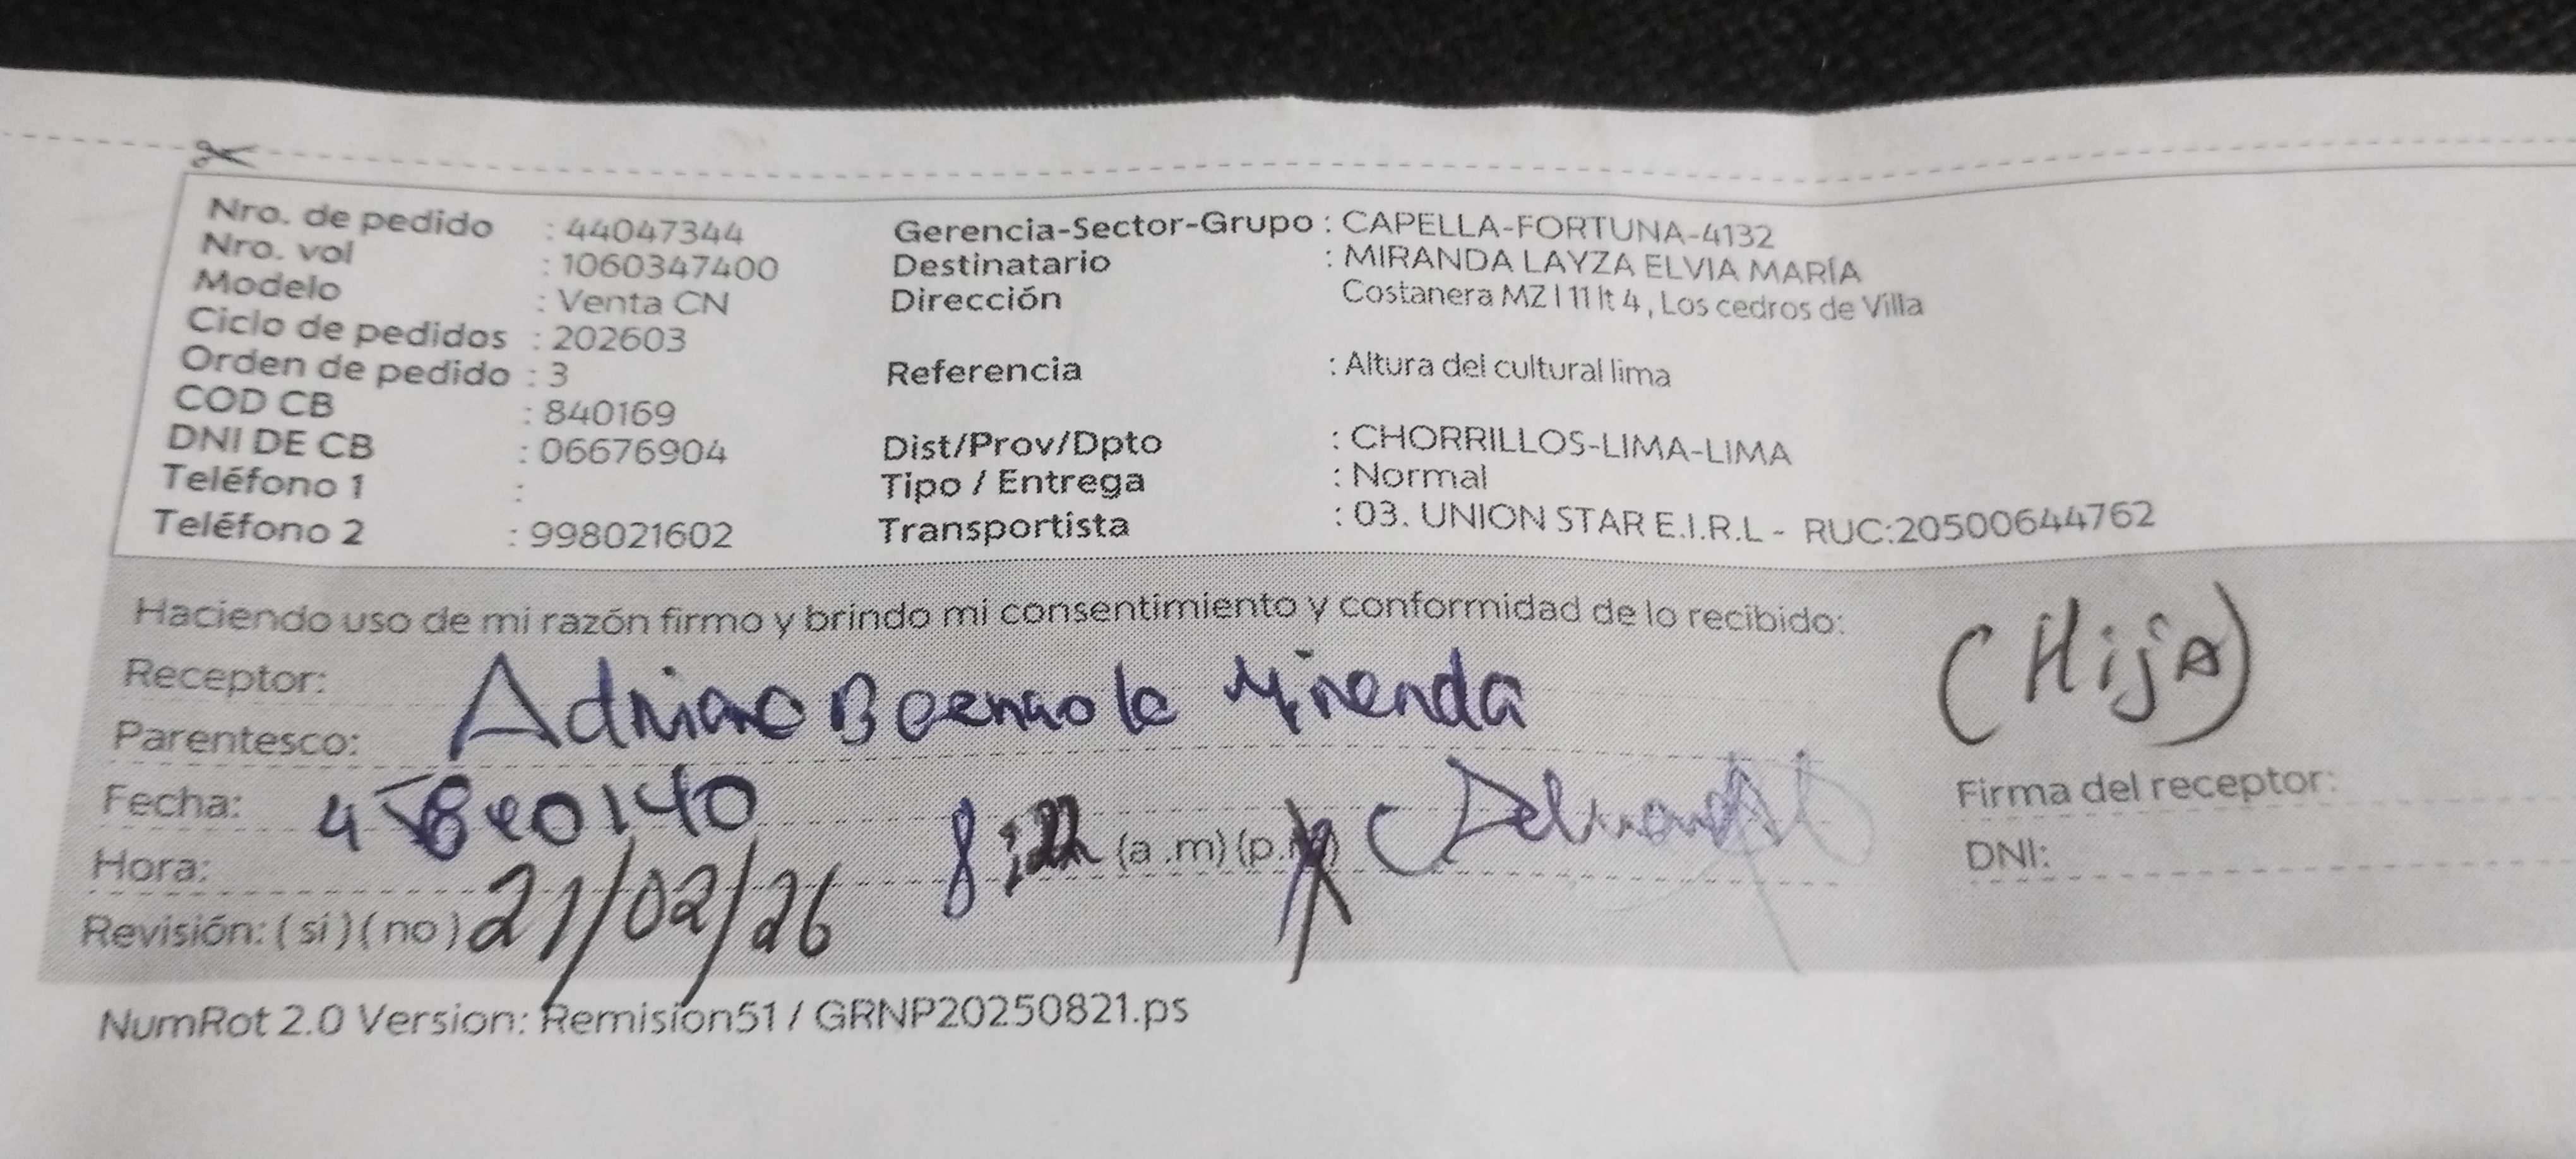 Nro. de pedido : 44047344
Nro. vol : 1060347400
Modelo : Venta CN
Ciclo de pedidos : 202603
Orden de pedido : 3
COD CB : 840169
DNI DE CB : 06676904
Teléfono 1 :
Teléfono 2 : 998021602
Gerencia-Sector-Grupo : CAPELLA-FORTUNA-4132
Destinatario : MIRANDA LAYZA ELVIA MARÍA
Dirección Costanera MZ I 11 lt 4 , Los cedros de Villa
Referencia : Altura del cultural lima
Dist/Prov/Dpto : CHORRILLOS-LIMA-LIMA
Tipo / Entrega : Normal
Transportista : 03. UNION STAR E.I.R.L - RUC:20500644762
Haciendo uso de mi razón firmo y brindo mi consentimiento y conformidad de lo recibido:
(HijA)
Receptor:
Parentesco:
Fecha:
Hora: (a .m) (p.m)
Revisión: ( si ) ( no ) 21/02/26
Firma del receptor:
DNI:
NumRot 2.0 Version: Remision51 / GRNP20250821.ps